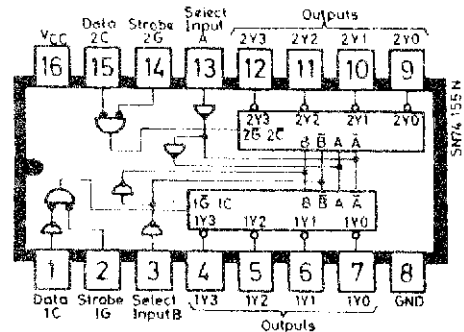 Data Strobe Select Outputs
VCC 2C 2G Input A 2Y3 2Y2 2Y1 2Y0
16 15 14 13 12 11 10 9
2Y3 2Y2 2Y1 2Y0
2G̅ 2C̅
B B̅ A A̅
SN74 155 N
1G̅ 1C B B̅ A A̅
1Y3 1Y2 1Y1 1Y0
1 2 3 4 5 6 7 8
Data Strobe Select 1Y3 1Y2 1Y1 1Y0 GND
1C 1G Input B
Outputs